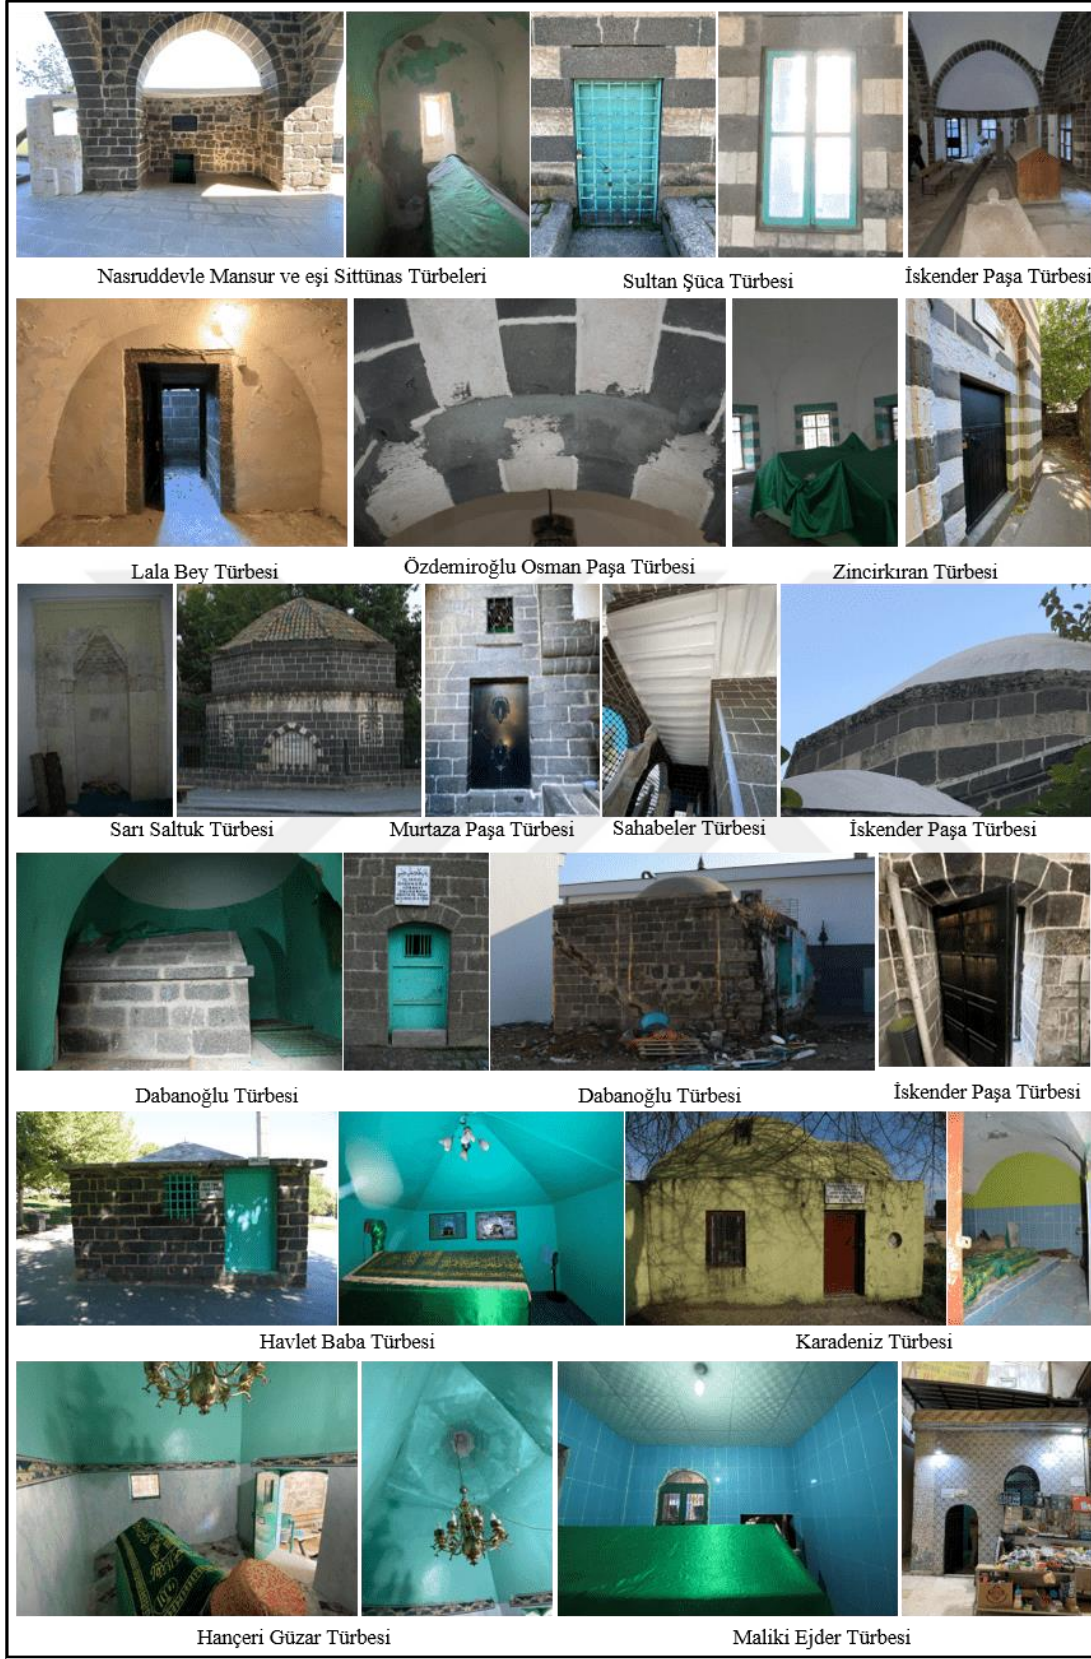 Nasruddevle Mansur ve eşi Sittünas Türbeleri
Sultan Şüca Türbesi
İskender Paşa Türbesi
Lala Bey Türbesi
Özdemiroğlu Osman Paşa Türbesi
Zincirkıran Türbesi
Sarı Saltuk Türbesi
Murtaza Paşa Türbesi
Sahabeler Türbesi
İskender Paşa Türbesi
Dabanoğlu Türbesi
Dabanoğlu Türbesi
İskender Paşa Türbesi
Havlet Baba Türbesi
Karadeniz Türbesi
Hançeri Güzar Türbesi
Maliki Ejder Türbesi